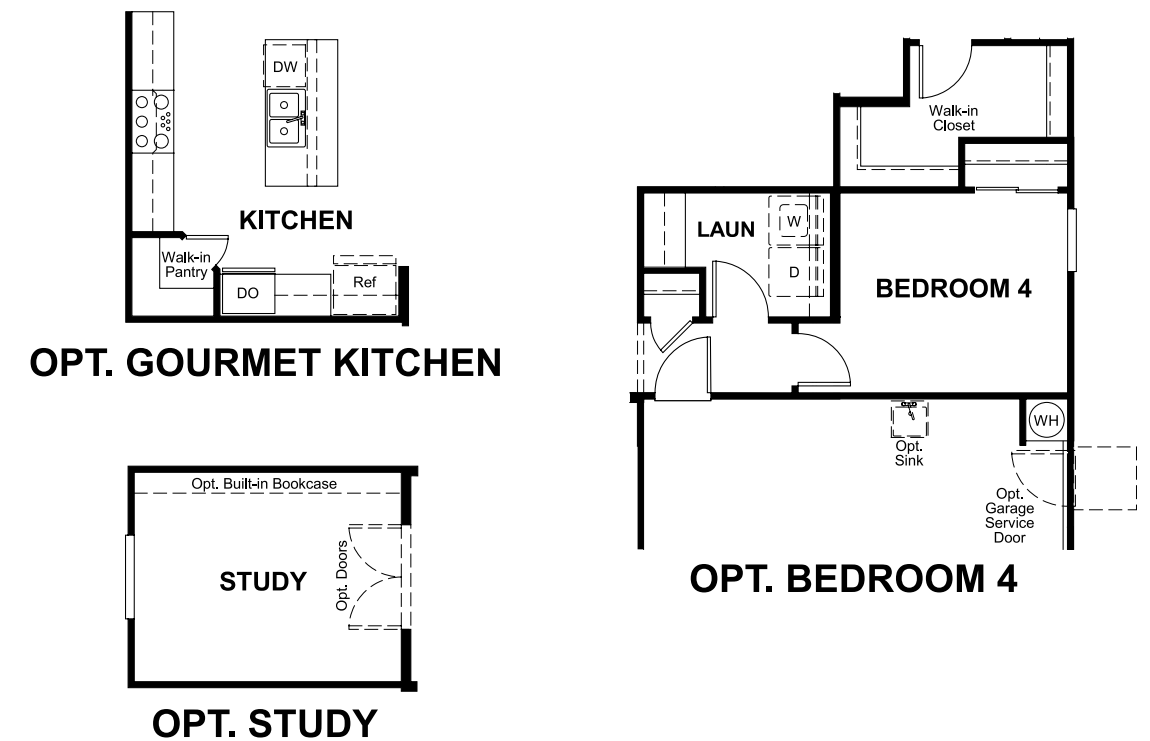 DW
KITCHEN
Walk-in
Pantry
DO
Ref
OPT. GOURMET KITCHEN
Opt. Built-in Bookcase
STUDY
Opt. Doors
OPT. STUDY
Walk-in
Closet
LAUN
W
D
BEDROOM 4
WH
Opt.
Sink
Opt.
Garage
Service
Door
OPT. BEDROOM 4